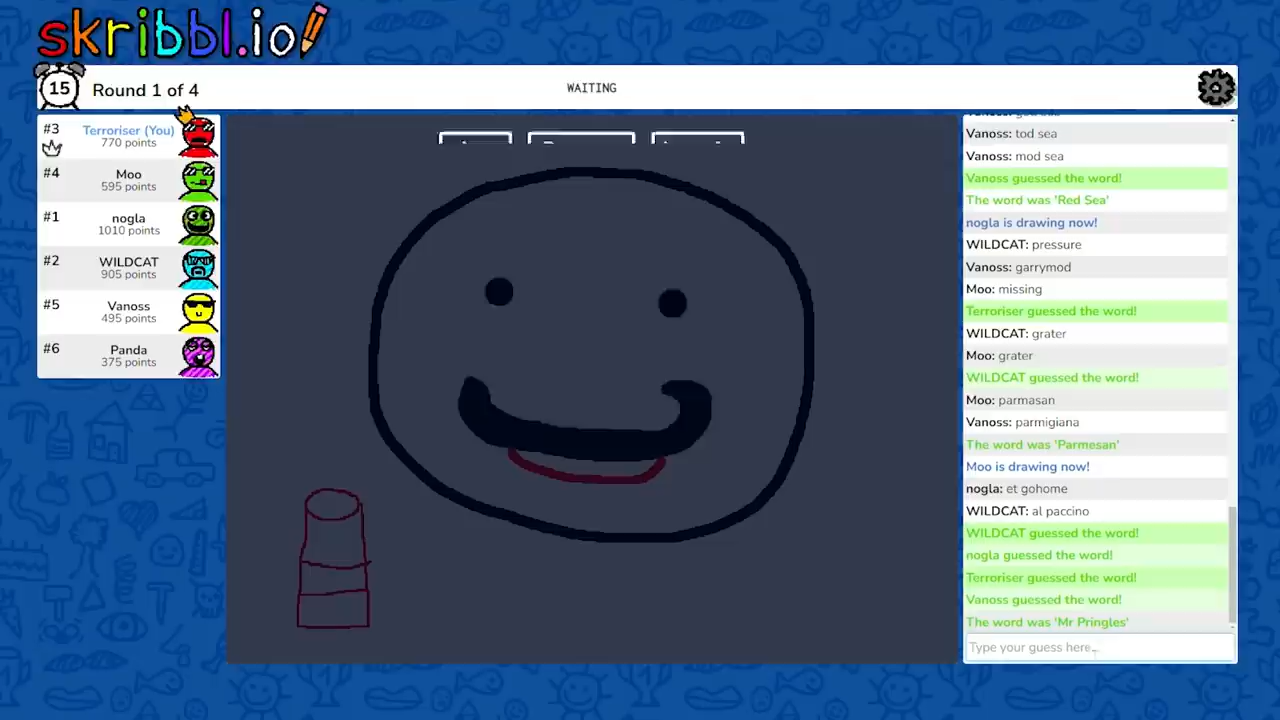 skribbl.io
15
Round 1 of 4
WAITING
#3
Terroriser (You)
770 points
#4
Moo
595 points
#1
nogla
1010 points
#2
WILDCAT
905 points
#5
Vanoss
495 points
#6
Panda
375 points
Vanoss: tod sea
Vanoss: mod sea
Vanoss guessed the word!
The word was 'Red Sea'
nogla is drawing now!
WILDCAT: pressure
Vanoss: garrymod
Moo: missing
Terroriser guessed the word!
WILDCAT: grater
Moo: grater
WILDCAT guessed the word!
Moo: parmasan
Vanoss: parmigiana
The word was 'Parmesan'
Moo is drawing now!
nogla: et gohome
WILDCAT: al paccino
WILDCAT guessed the word!
nogla guessed the word!
Terroriser guessed the word!
Vanoss guessed the word!
The word was 'Mr Pringles'
Type your guess here...